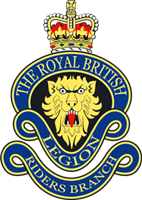 THE ROYAL BRITISH
LEGION
RIDERS BRANCH